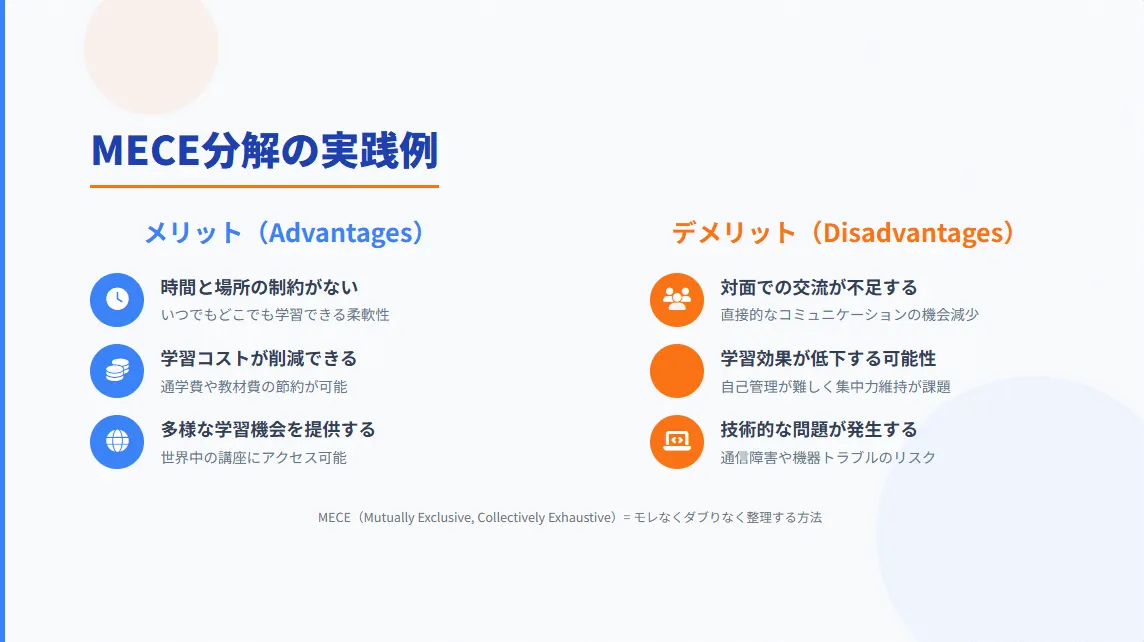 MECE分解の実践例
メリット（Advantages）
時間と場所の制約がない
いつでもどこでも学習できる柔軟性
学習コストが削減できる
通学費や教材費の節約が可能
多様な学習機会を提供する
世界中の講座にアクセス可能
デメリット（Disadvantages）
対面での交流が不足する
直接的なコミュニケーションの機会減少
学習効果が低下する可能性
自己管理が難しく集中力維持が課題
技術的な問題が発生する
通信障害や機器トラブルのリスク
MECE（Mutually Exclusive, Collectively Exhaustive）= モレなくダブりなく整理する方法